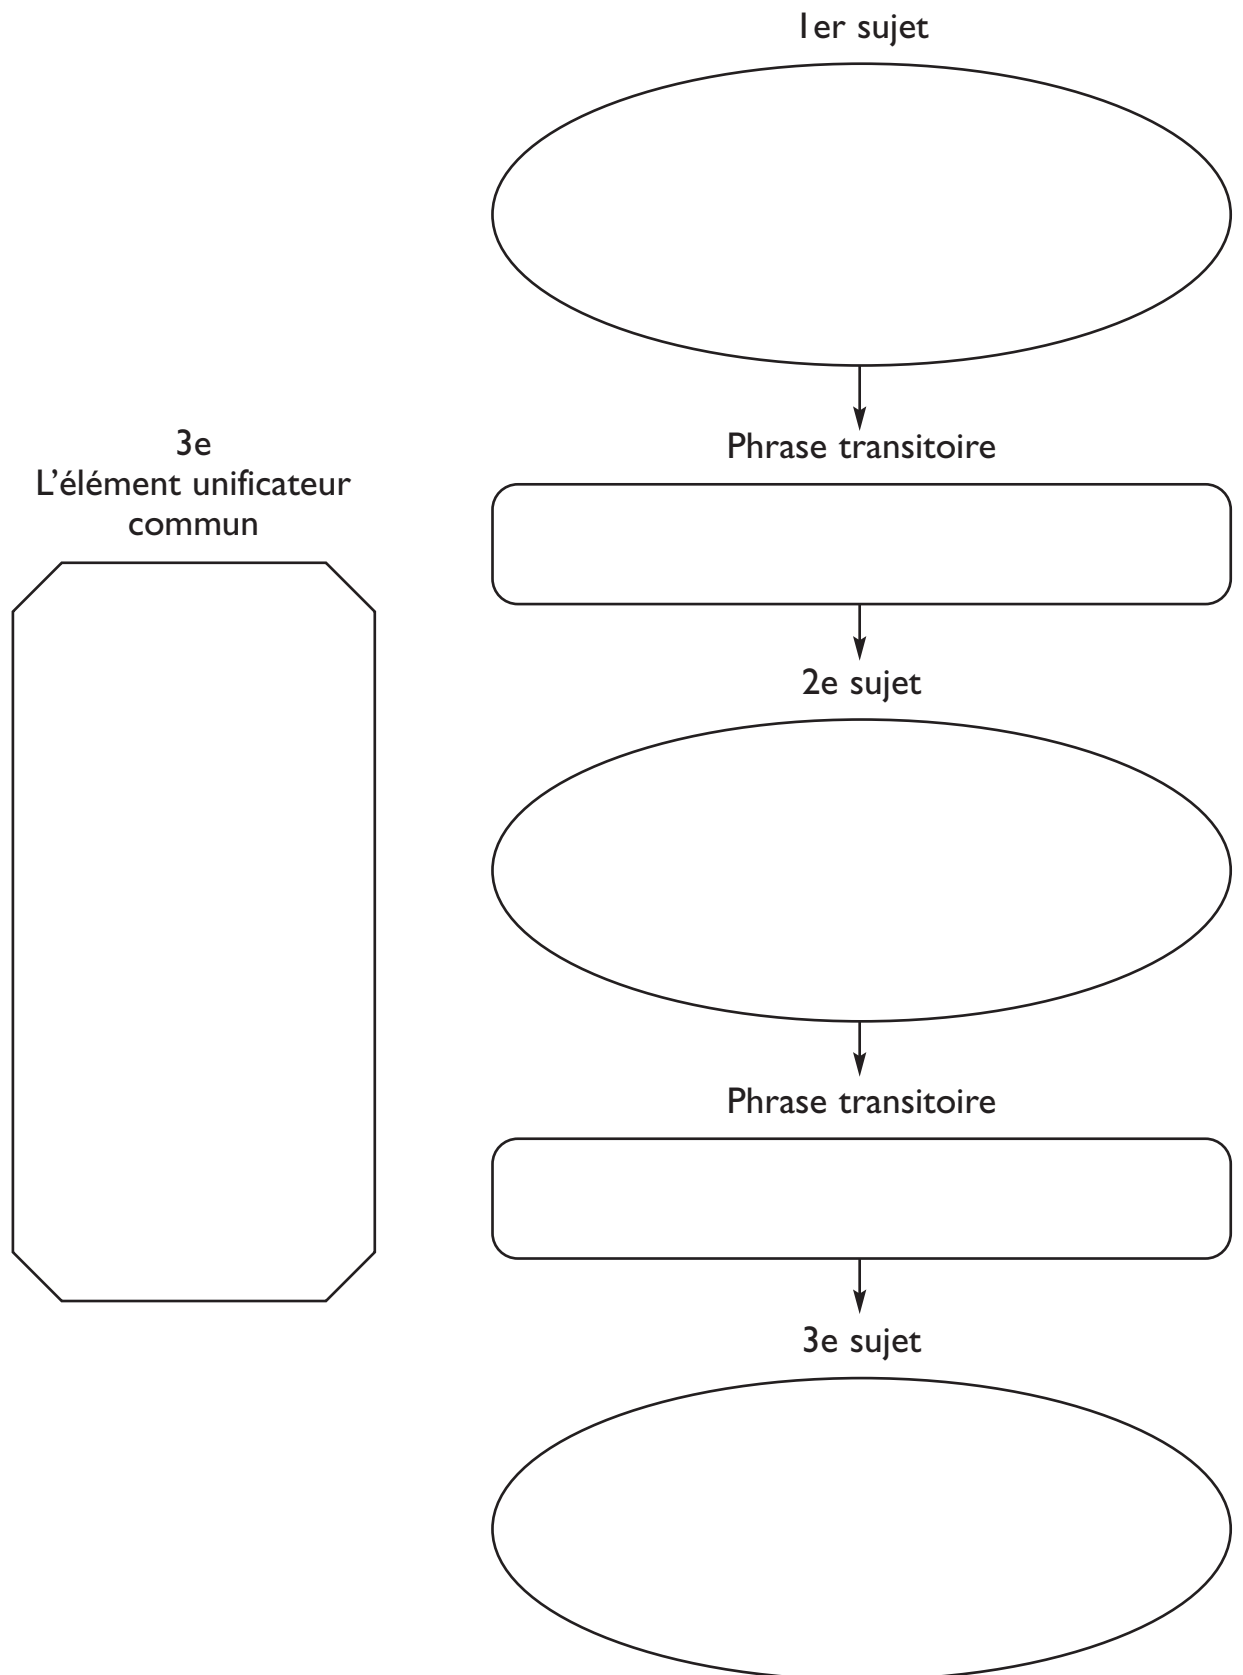 1er sujet
Phrase transitoire
3e
L'élément unificateur
commun
2e sujet
Phrase transitoire
3e sujet